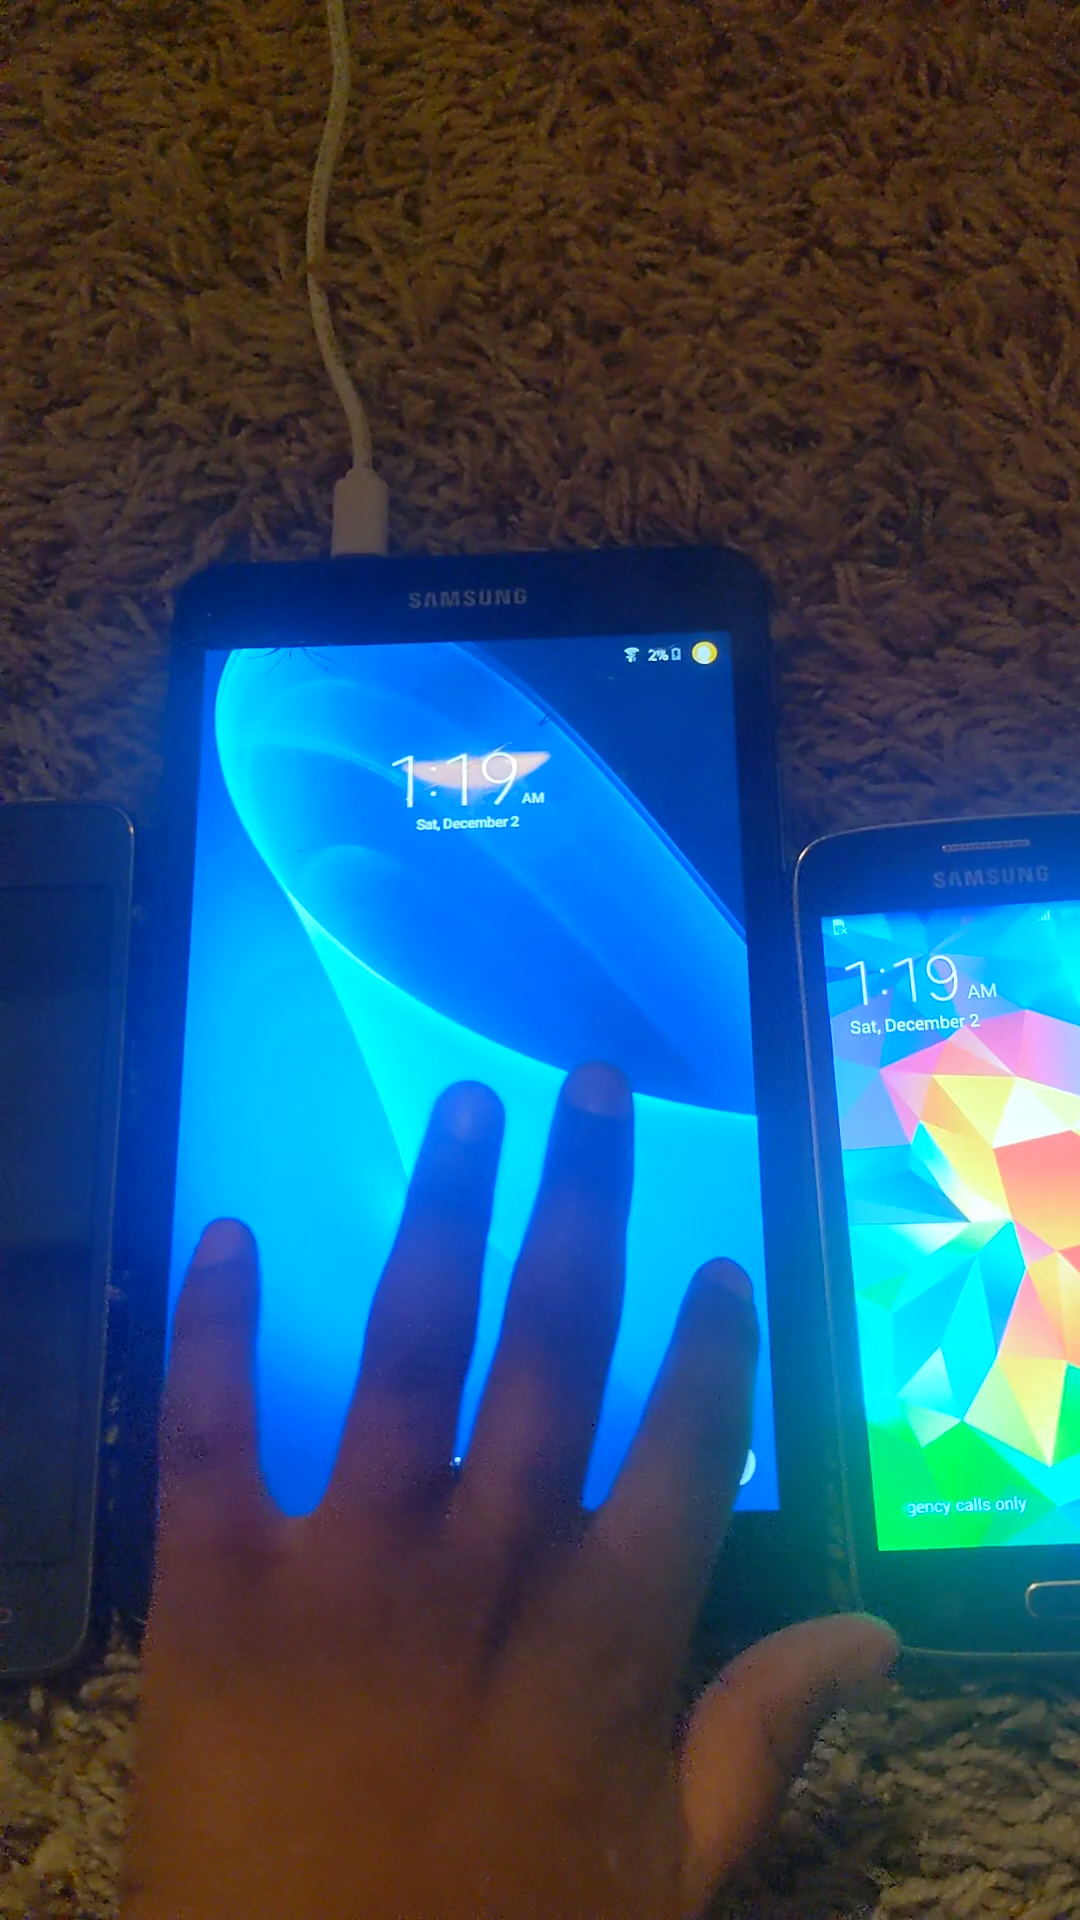 SAMSUNG
2%
1:19 AM
Sat, December 2
SAMSUNG
1:19 AM
Sat, December 2
gency calls only